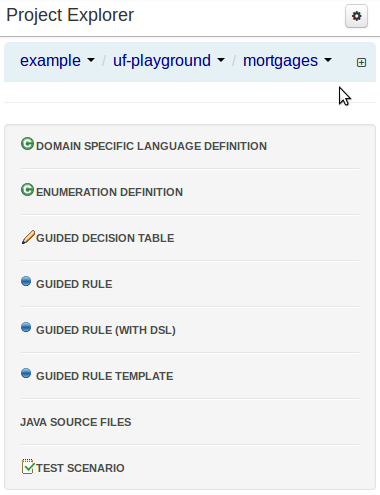 Project Explorer
example / uf-playground / mortgages
DOMAIN SPECIFIC LANGUAGE DEFINITION
ENUMERATION DEFINITION
GUIDED DECISION TABLE
GUIDED RULE
GUIDED RULE (WITH DSL)
GUIDED RULE TEMPLATE
JAVA SOURCE FILES
TEST SCENARIO